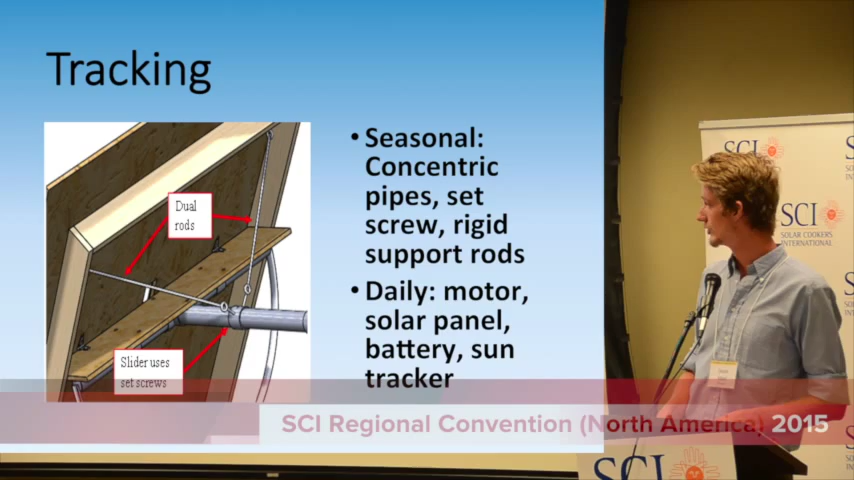 Tracking
Dual
rods
Slider uses
set screws
• Seasonal:
Concentric
pipes, set
screw, rigid
support rods
• Daily: motor,
solar panel,
battery, sun
tracker
SCI
SCI
SOLAR COOKERS
INTERNATIONAL
SCI Regional Convention (North America) 2015
SCI